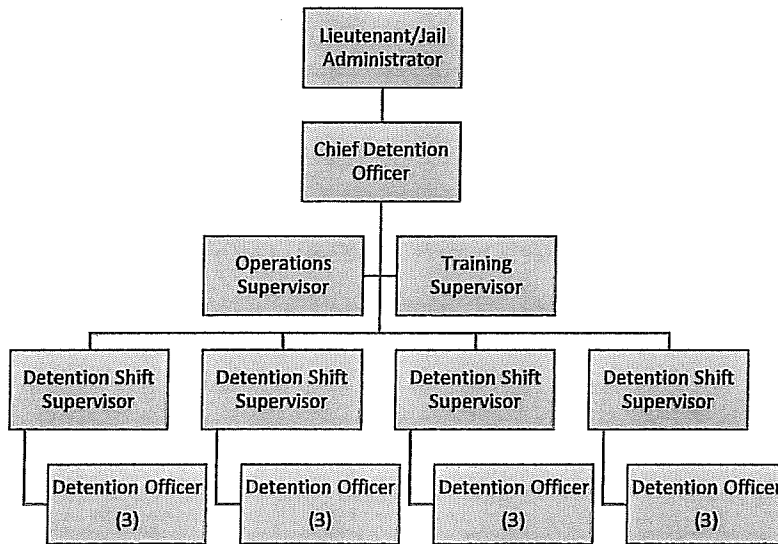 Lieutenant/Jail
Administrator
Chief Detention
Officer
Operations
Supervisor
Training
Supervisor
Detention Shift
Supervisor
Detention Shift
Supervisor
Detention Shift
Supervisor
Detention Shift
Supervisor
Detention Officer
(3)
Detention Officer
(3)
Detention Officer
(3)
Detention Officer
(3)